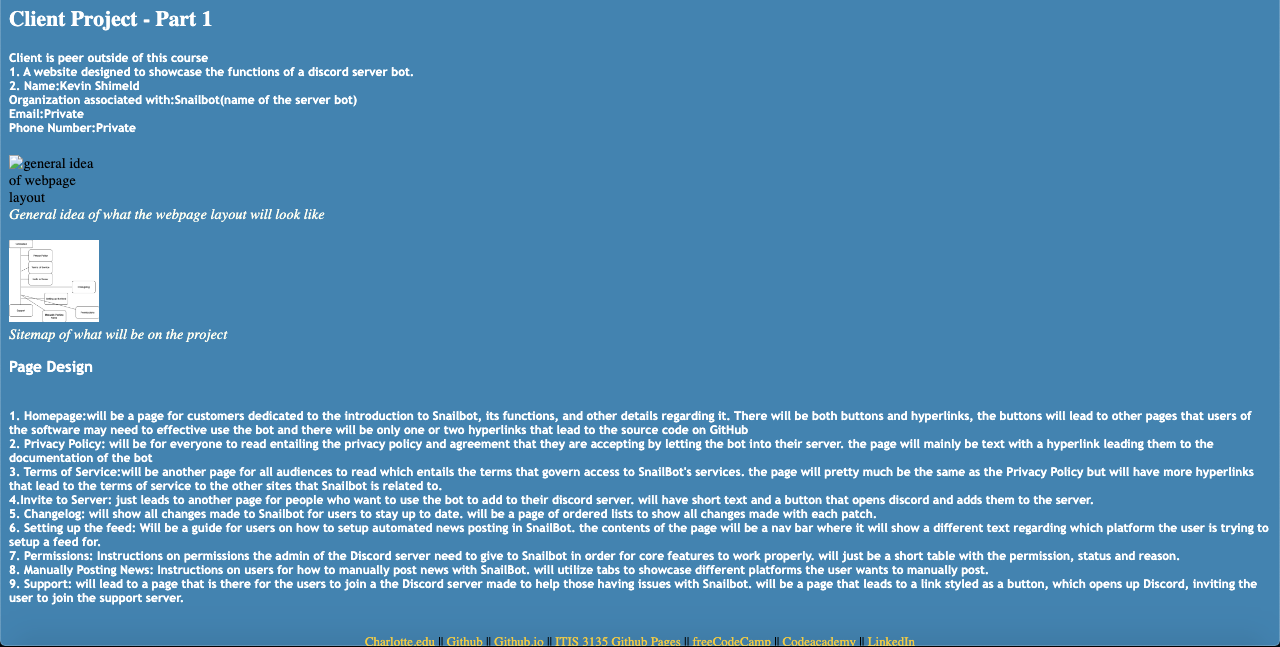 Client Project - Part 1
Client is peer outside of this course
1. A website designed to showcase the functions of a discord server bot.
2. Name:Kevin Shimeld
Organization associated with:Snailbot(name of the server bot)
Email:Private
Phone Number:Private
general idea
of webpage
layout
General idea of what the webpage layout will look like
Sitemap of what will be on the project
Page Design
1. Homepage:will be a page for customers dedicated to the introduction to Snailbot, its functions, and other details regarding it. There will be both buttons and hyperlinks, the buttons will lead to other pages that users of
the software may need to effective use the bot and there will be only one or two hyperlinks that lead to the source code on GitHub
2. Privacy Policy: will be for everyone to read entailing the privacy policy and agreement that they are accepting by letting the bot into their server. the page will mainly be text with a hyperlink leading them to the
documentation of the bot
3. Terms of Service:will be another page for all audiences to read which entails the terms that govern access to SnailBot's services. the page will pretty much be the same as the Privacy Policy but will have more hyperlinks
that lead to the terms of service to the other sites that Snailbot is related to.
4.Invite to Server: just leads to another page for people who want to use the bot to add to their discord server. will have short text and a button that opens discord and adds them to the server.
5. Changelog: will show all changes made to Snailbot for users to stay up to date. will be a page of ordered lists to show all changes made with each patch.
6. Setting up the feed: Will be a guide for users on how to setup automated news posting in SnailBot. the contents of the page will be a nav bar where it will show a different text regarding which platform the user is trying to
setup a feed for.
7. Permissions: Instructions on permissions the admin of the Discord server need to give to Snailbot in order for core features to work properly. will just be a short table with the permission, status and reason.
8. Manually Posting News: Instructions on users for how to manually post news with SnailBot. will utilize tabs to showcase different platforms the user wants to manually post.
9. Support: will lead to a page that is there for the users to join a the Discord server made to help those having issues with Snailbot. will be a page that leads to a link styled as a button, which opens up Discord, inviting the
user to join the support server.
Charlotte.edu || Github || Github.io || ITIS 3135 Github Pages || freeCodeCamp || Codeacademy || LinkedIn